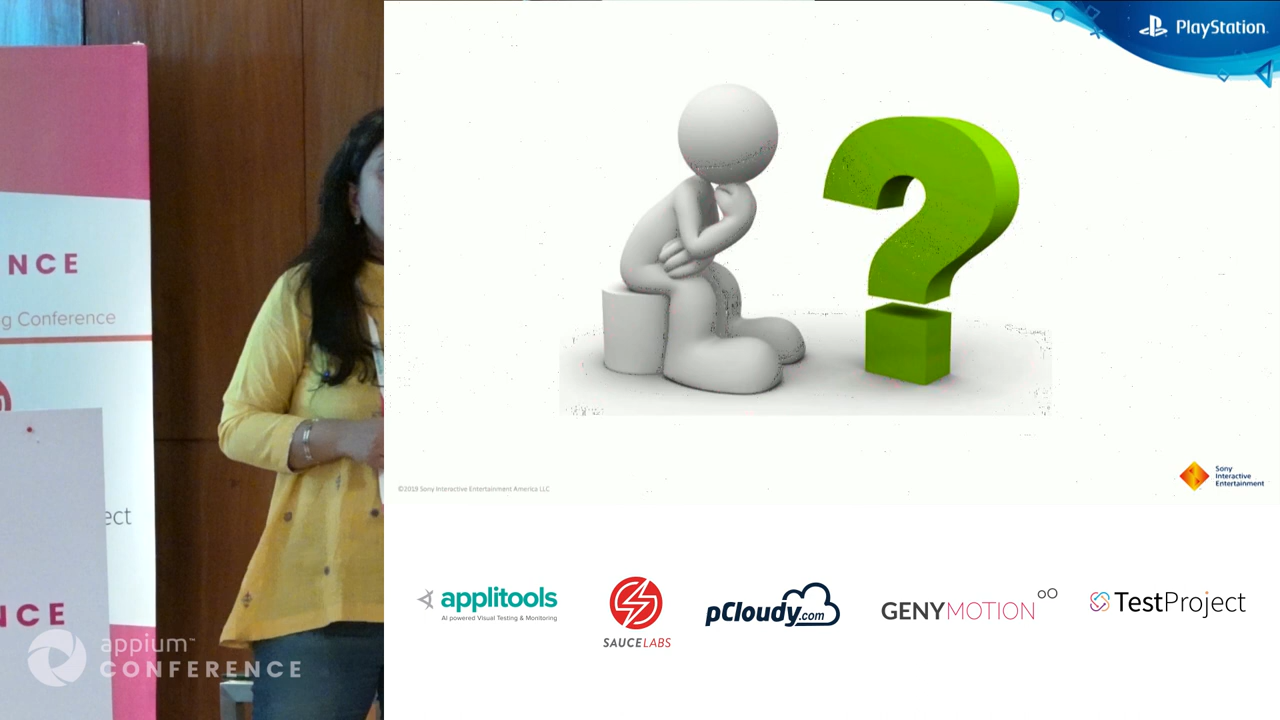 NCE
g Conference
ect
NCE
appium™
CONFERENCE
PlayStation
?
©2019 Sony Interactive Entertainment America LLC
Sony
Interactive
Entertainment
applitools
AI powered Visual Testing & Monitoring
SAUCELABS
pCloudy.com
GENYMOTION
TestProject